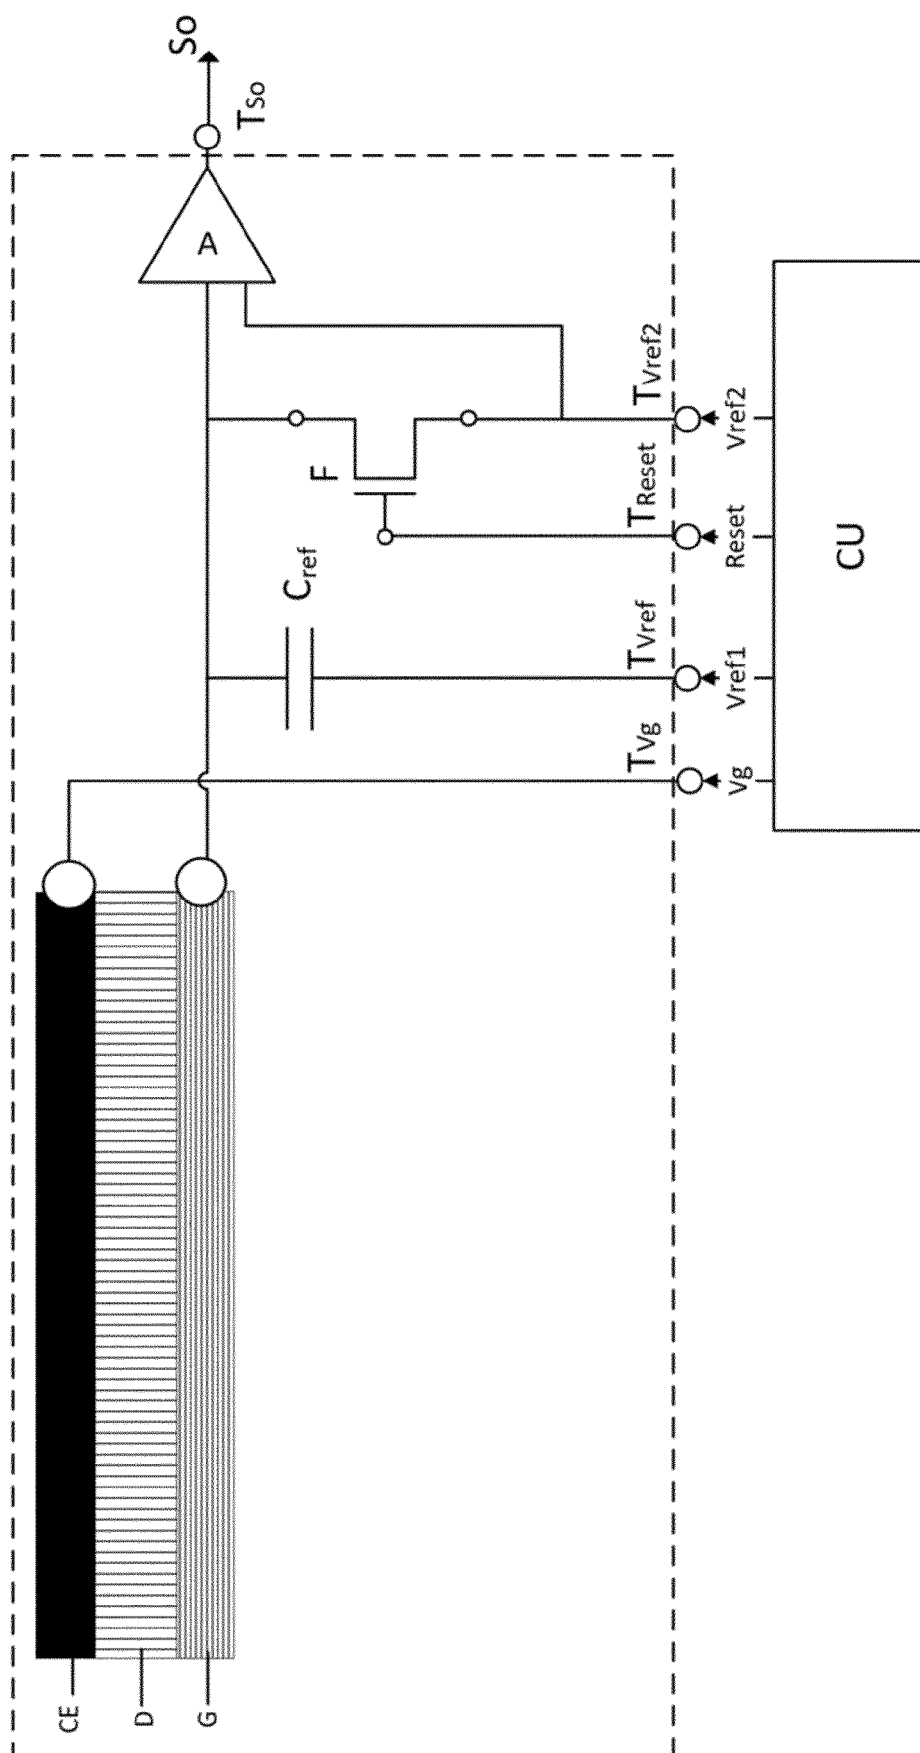 CE
D
G
A
So
TSo
F
Cref
TVg
TVref
TReset
TVref2
Vg
Vref1
Reset
Vref2
CU